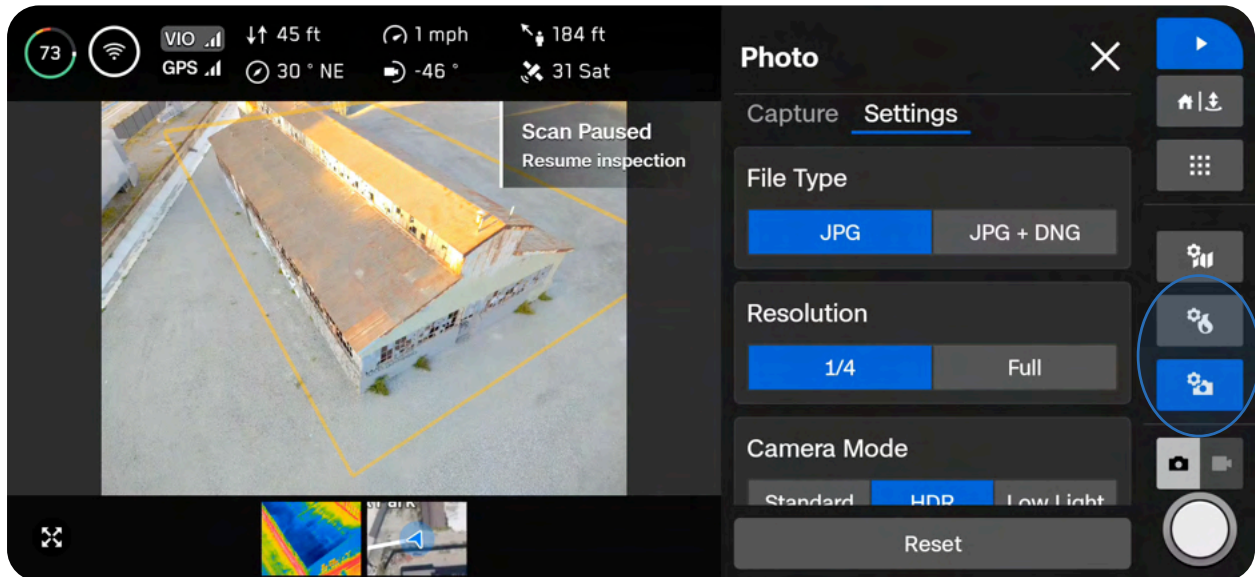 73
VIO
GPS
45 ft
30 ° NE
1 mph
-46 °
184 ft
31 Sat
Scan Paused
Resume inspection
Photo
Capture Settings
File Type
JPG
JPG + DNG
Resolution
1/4
Full
Camera Mode
Standard
HDR
Low Light
Reset